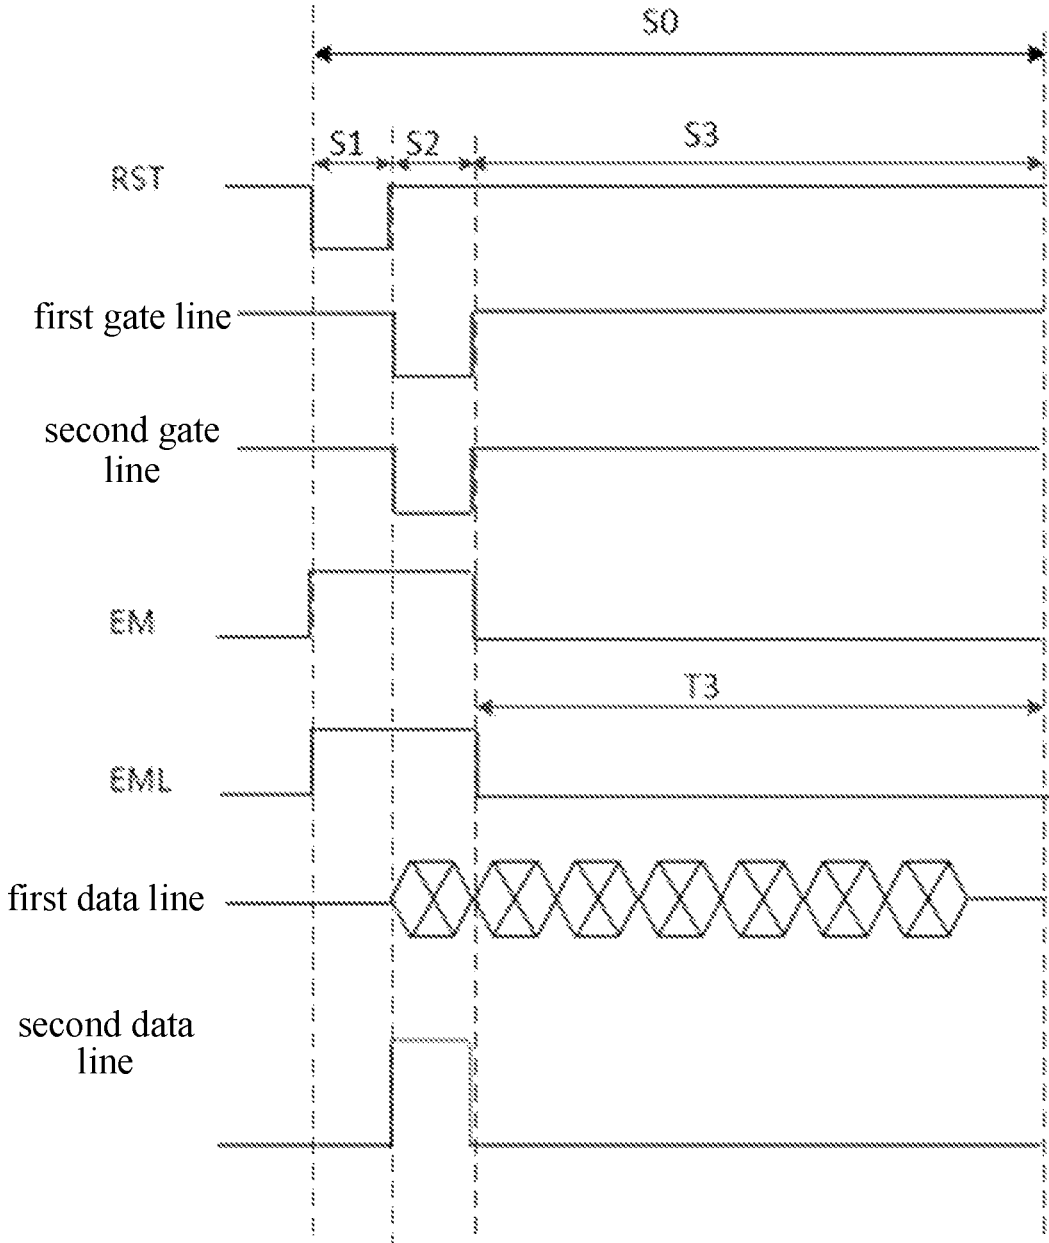 S0
S1
S2
S3
RST
first gate line
second gate
line
EM
T3
EML
first data line
second data
line